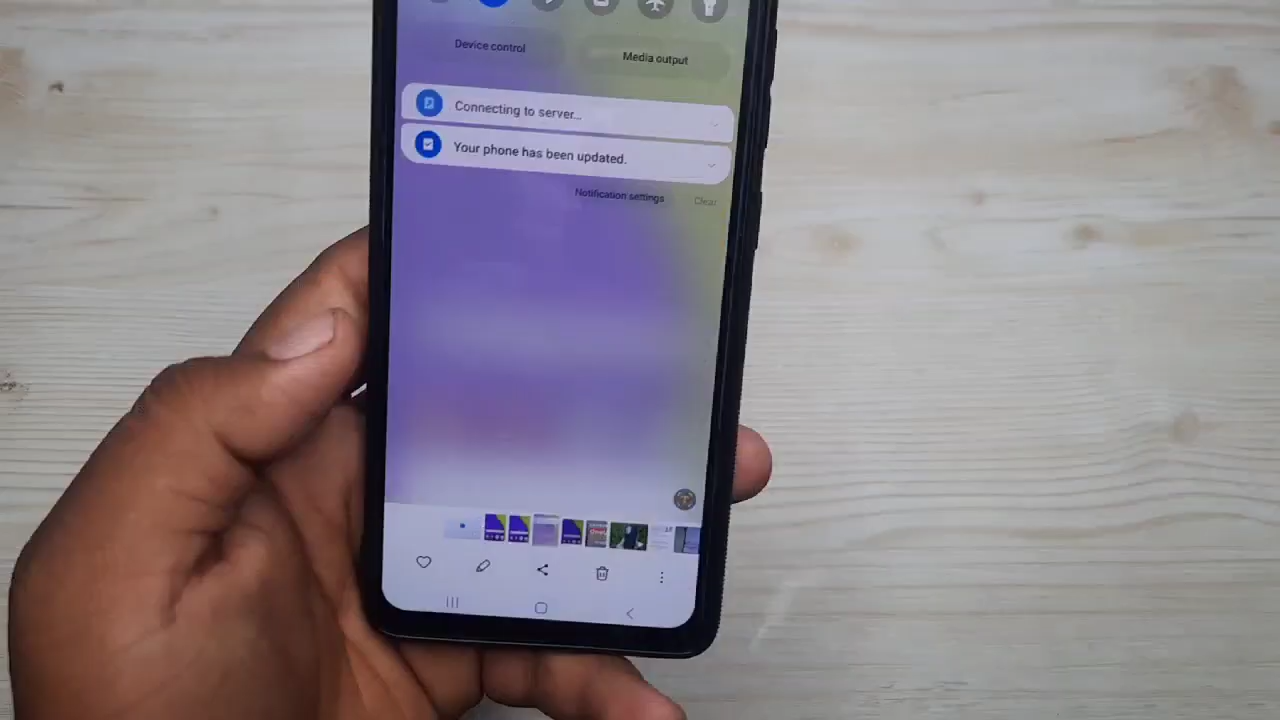 Device control
Media output
Connecting to server...
Your phone has been updated.
Notification settings
Clear